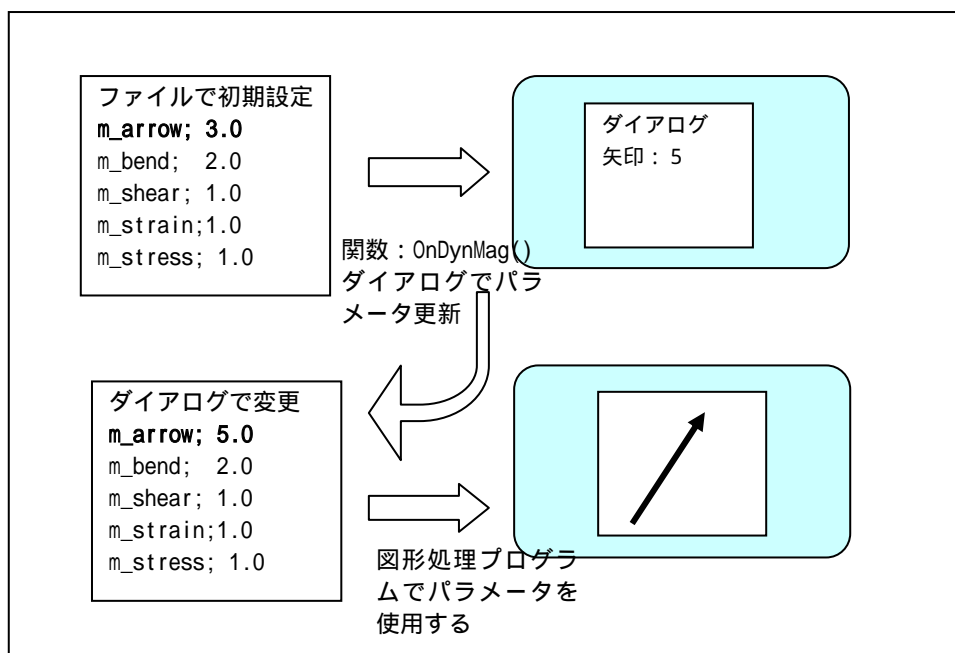 ファイルで初期設定
m_arrow; 3.0
m_bend;  2.0
m_shear; 1.0
m_strain;1.0
m_stress; 1.0
ダイアログ
矢印：５
関数：OnDynMag()
ダイアログでパラ
メータ更新
ダイアログで変更
m_arrow; 5.0
m_bend;  2.0
m_shear; 1.0
m_strain;1.0
m_stress; 1.0
図形処理プログラ
ムでパラメータを
使用する